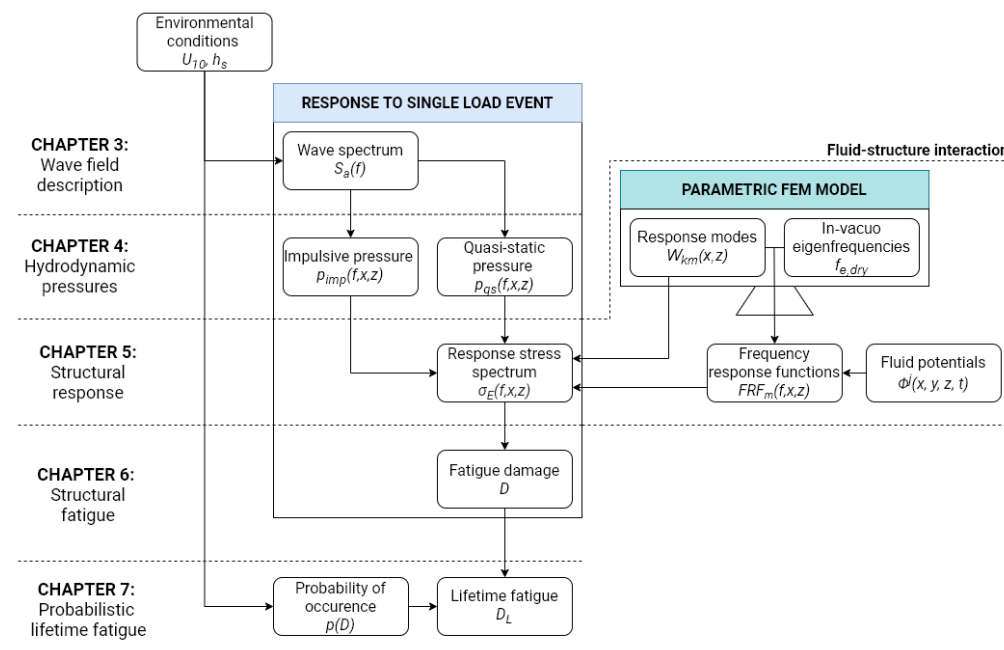 Environmental
conditions
U10, hs
RESPONSE TO SINGLE LOAD EVENT
CHAPTER 3:
Wave field
description
Wave spectrum
Sa(f)
Fluid-structure interaction
PARAMETRIC FEM MODEL
CHAPTER 4:
Hydrodynamic
pressures
Impulsive pressure
pimp(f,x,z)
Quasi-static
pressure
pqs(f,x,z)
Response modes
Wkm(x,z)
In-vacuo
eigenfrequencies
fe,dry
CHAPTER 5:
Structural
response
Response stress
spectrum
σE(f,x,z)
Frequency
response functions
FRFm(f,x,z)
Fluid potentials
Φj(x, y, z, t)
CHAPTER 6:
Structural
fatigue
Fatigue damage
D
CHAPTER 7:
Probabilistic
lifetime fatigue
Probability of
occurence
p(D)
Lifetime fatigue
DL